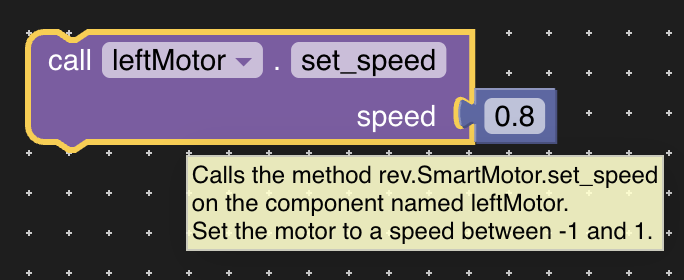 call leftMotor . set_speed
speed 0.8
Calls the method rev.SmartMotor.set_speed
on the component named leftMotor.
Set the motor to a speed between -1 and 1.